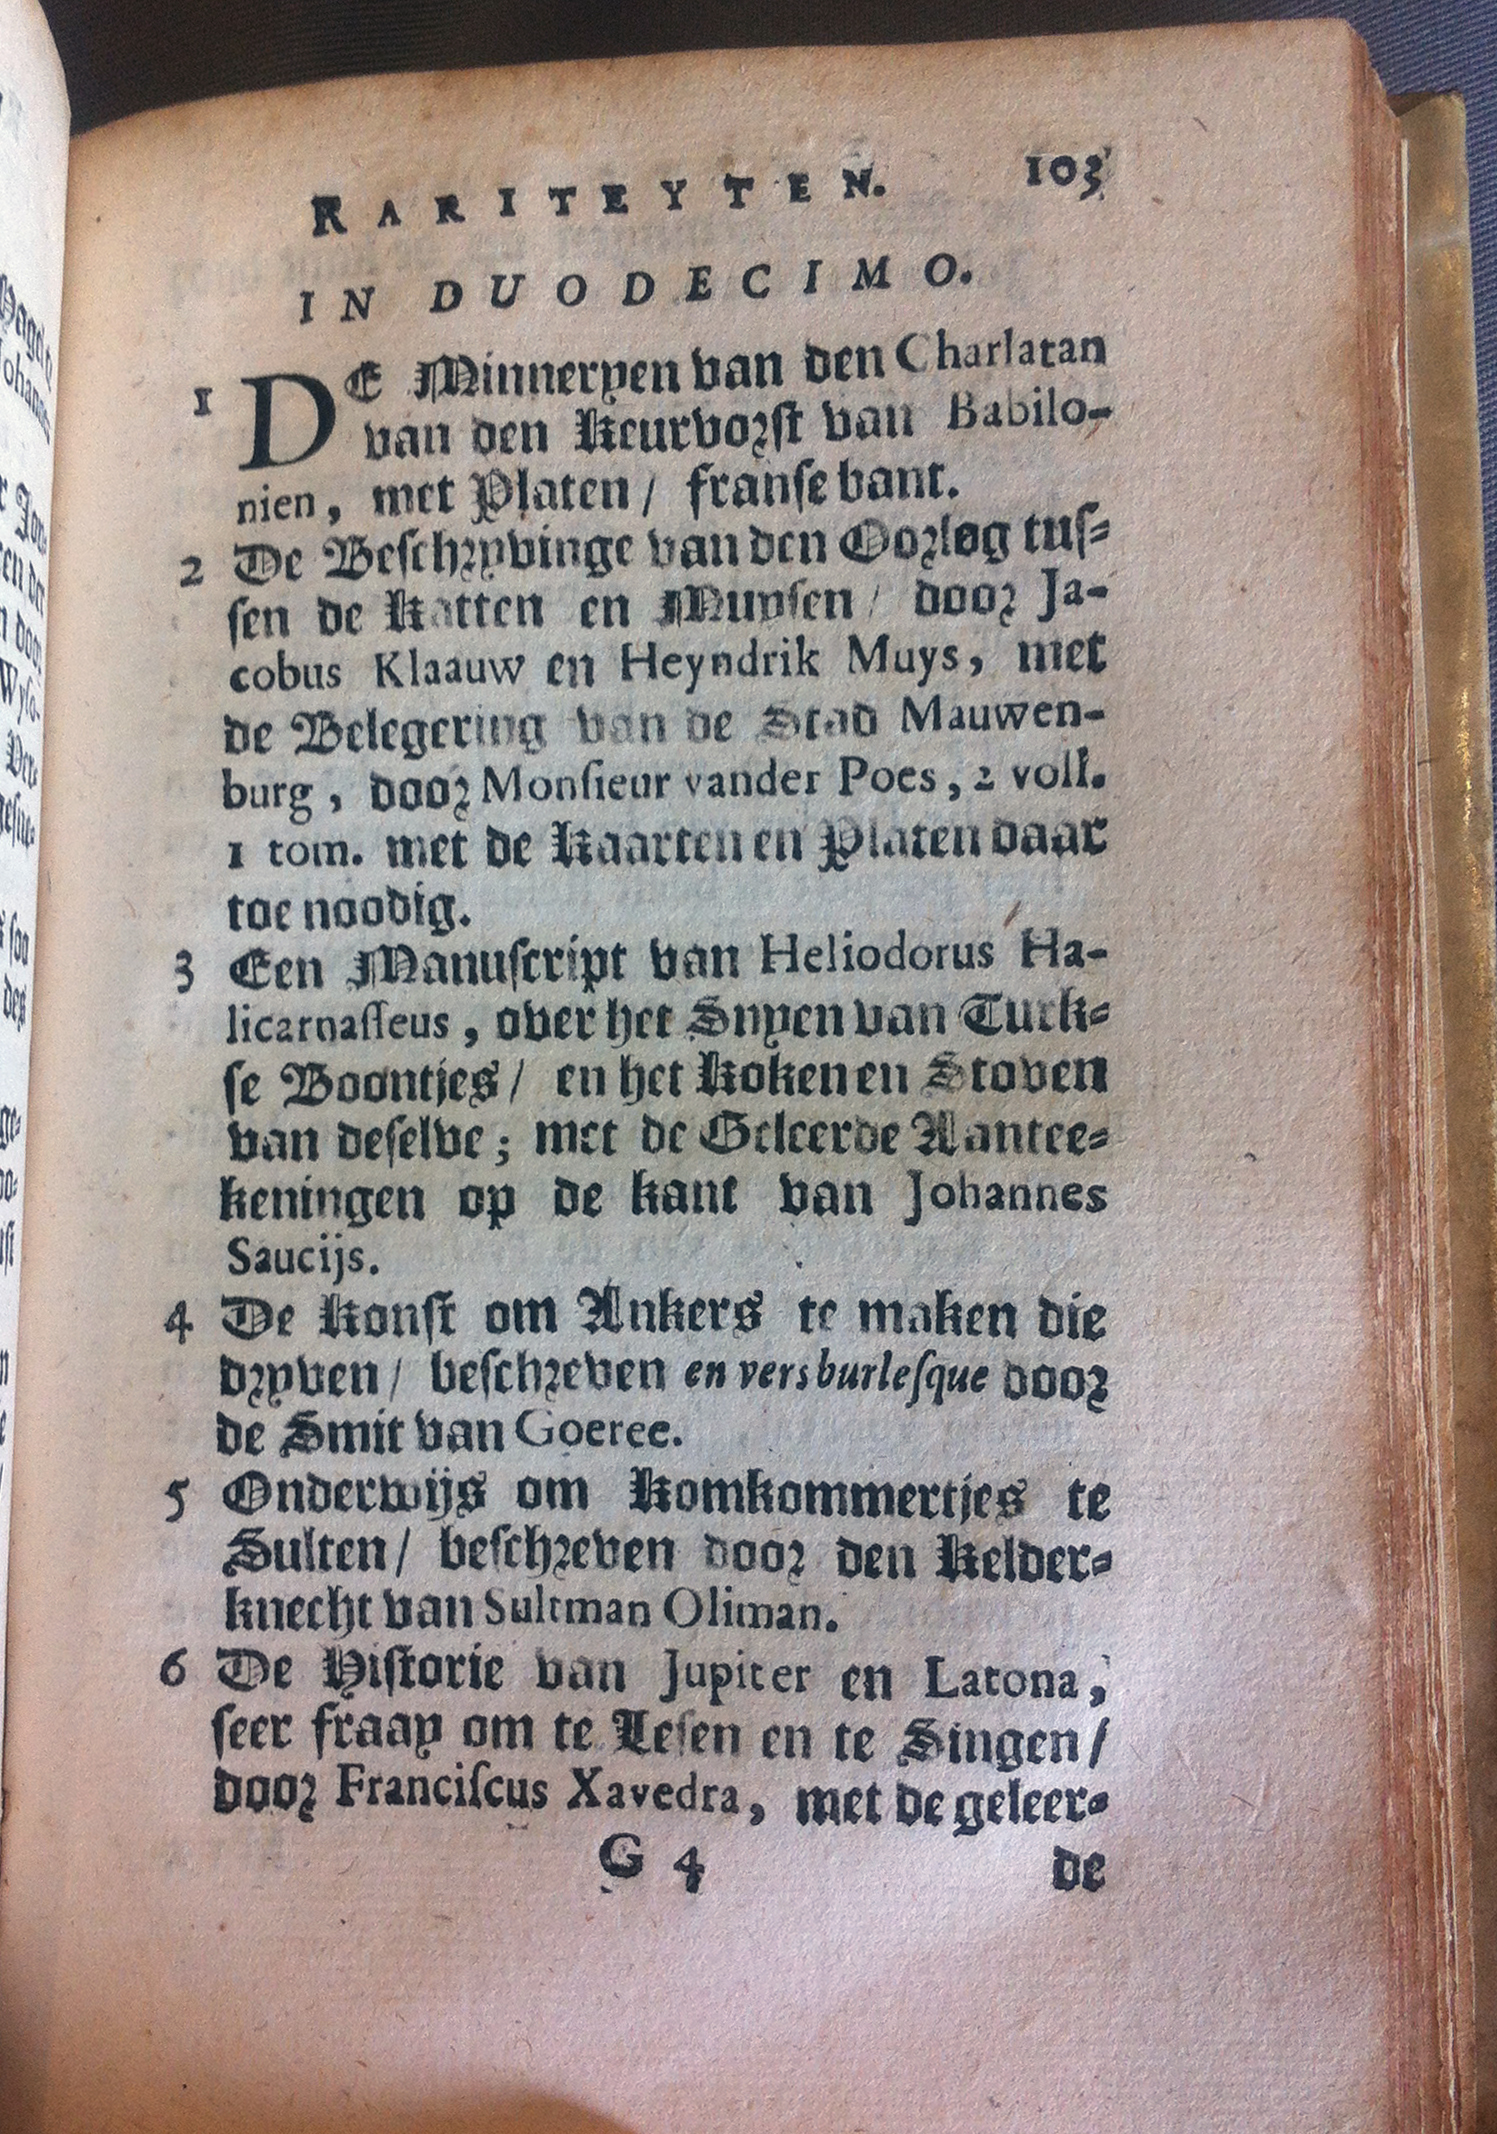 RARITEYTEN. 103
IN DUODECIMO.
1 DE Minneryen van den Charlatan
van den Keurvorst van Babilo-
nien, met Platen / franse bant.
2 De Beschryvinge van den Oorlog tus-
sen de Katten en Muysen / door Ja-
cobus Klaauw en Heyndrik Muys, met
de Belegering van de Stad Mauwen-
burg, door Monsieur vander Poes, 2 voll.
1 tom. met de Kaarten en Platen daar
toe noodig.
3 Een Manuscript van Heliodorus Ha-
licarnasseus, over het Snyen van Turk-
se Boontjes / en het Koken en Stoven
van deselve; met de Geleerde Aantee-
keningen op de kant van Johannes
Saucijs.
4 De Konst om Ankers te maken die
dryven / beschreven en vers burlesque door
de Smit van Goeree.
5 Onderwijs om Komkommertjes te
Sulten / beschreven door den Kelder-
knecht van Sultman Oliman.
6 De Historie van Jupiter en Latona,
seer fraay om te Lesen en te Singen /
door Franciscus Xavedra, met de geleer-
G 4 de